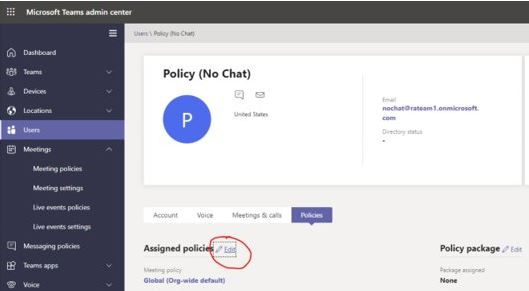 Microsoft Teams admin center
Users \ Policy (No Chat)
Dashboard
Teams
Devices
Locations
Users
Meetings
Meeting policies
Meeting settings
Live events policies
Live events settings
Messaging policies
Teams apps
Voice
Policy (No Chat)
P
United States
Email
nochat@rateam1.onmicrosoft.
com
Directory status
-
Account Voice Meetings & calls Policies
Assigned policies Edit
Meeting policy
Global (Org-wide default)
Policy package Edit
Package assigned
None